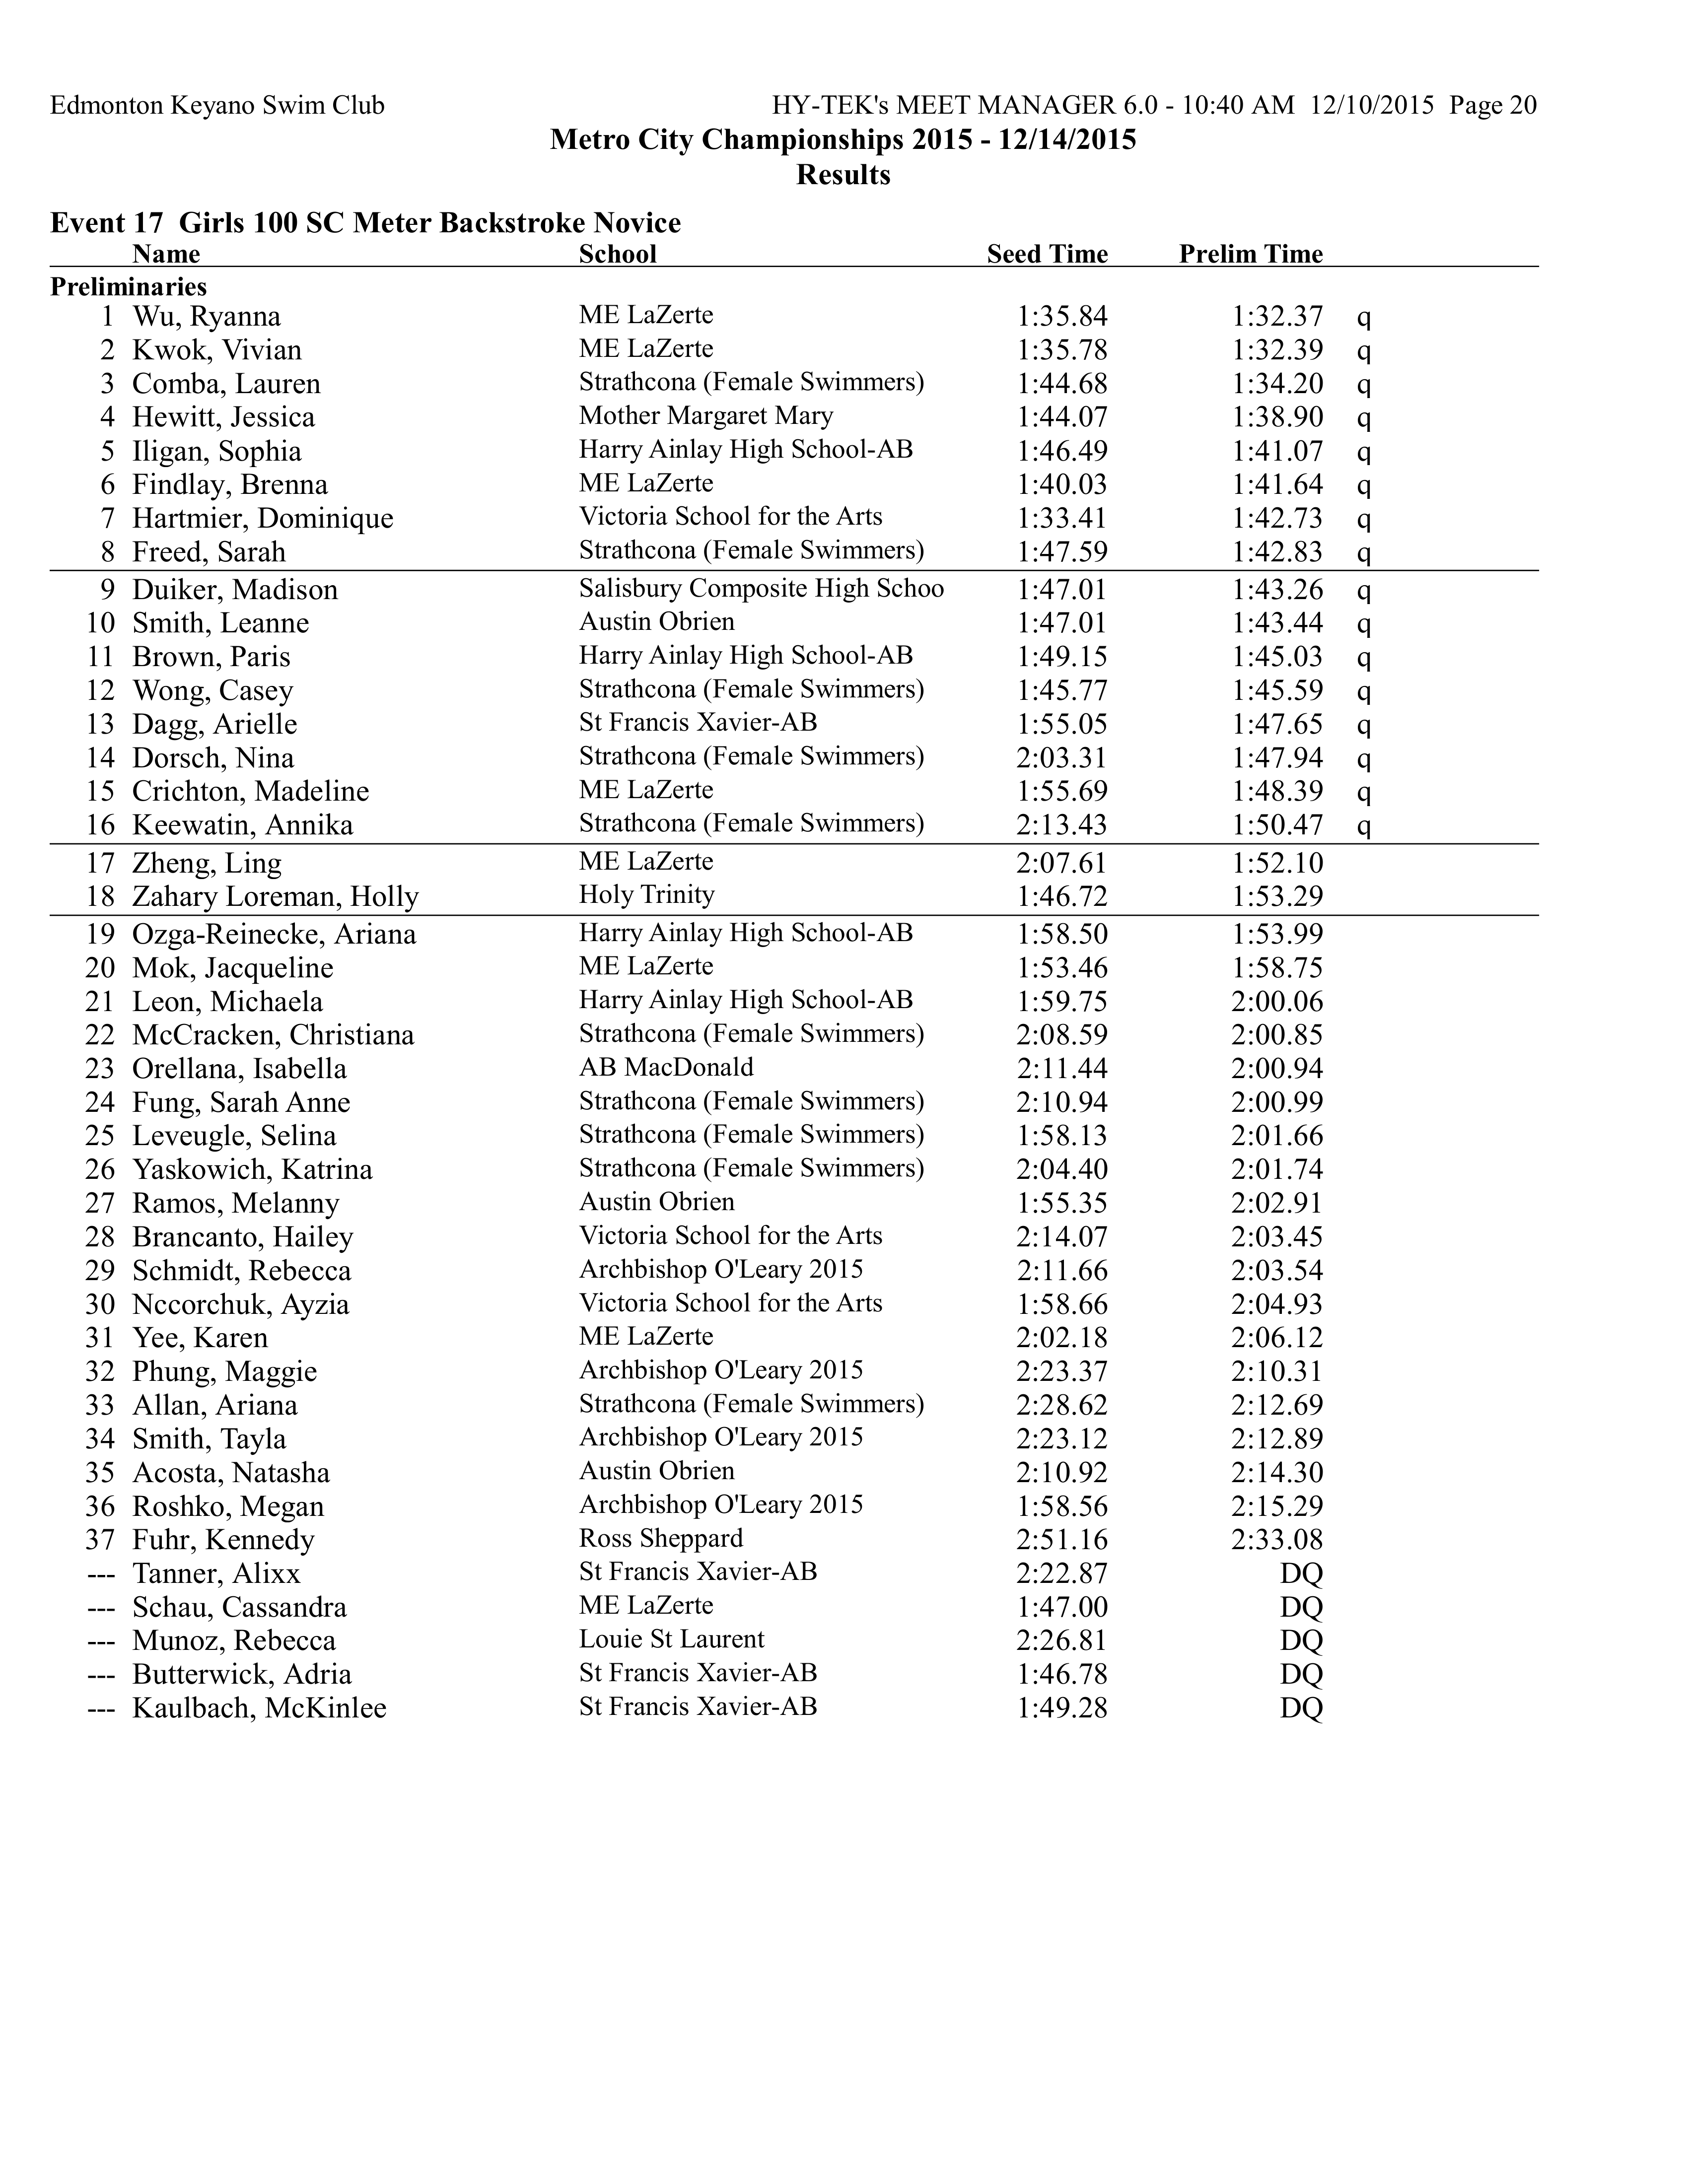 Edmonton Keyano Swim Club HY-TEK's MEET MANAGER 6.0 - 10:40 AM 12/10/2015 Page 20
Metro City Championships 2015 - 12/14/2015
Results
Event 17 Girls 100 SC Meter Backstroke Novice
Name School Seed Time Prelim Time
Preliminaries
1 Wu, Ryanna ME LaZerte 1:35.84 1:32.37 q
2 Kwok, Vivian ME LaZerte 1:35.78 1:32.39 q
3 Comba, Lauren Strathcona (Female Swimmers) 1:44.68 1:34.20 q
4 Hewitt, Jessica Mother Margaret Mary 1:44.07 1:38.90 q
5 Iligan, Sophia Harry Ainlay High School-AB 1:46.49 1:41.07 q
6 Findlay, Brenna ME LaZerte 1:40.03 1:41.64 q
7 Hartmier, Dominique Victoria School for the Arts 1:33.41 1:42.73 q
8 Freed, Sarah Strathcona (Female Swimmers) 1:47.59 1:42.83 q
9 Duiker, Madison Salisbury Composite High Schoo 1:47.01 1:43.26 q
10 Smith, Leanne Austin Obrien 1:47.01 1:43.44 q
11 Brown, Paris Harry Ainlay High School-AB 1:49.15 1:45.03 q
12 Wong, Casey Strathcona (Female Swimmers) 1:45.77 1:45.59 q
13 Dagg, Arielle St Francis Xavier-AB 1:55.05 1:47.65 q
14 Dorsch, Nina Strathcona (Female Swimmers) 2:03.31 1:47.94 q
15 Crichton, Madeline ME LaZerte 1:55.69 1:48.39 q
16 Keewatin, Annika Strathcona (Female Swimmers) 2:13.43 1:50.47 q
17 Zheng, Ling ME LaZerte 2:07.61 1:52.10
18 Zahary Loreman, Holly Holy Trinity 1:46.72 1:53.29
19 Ozga-Reinecke, Ariana Harry Ainlay High School-AB 1:58.50 1:53.99
20 Mok, Jacqueline ME LaZerte 1:53.46 1:58.75
21 Leon, Michaela Harry Ainlay High School-AB 1:59.75 2:00.06
22 McCracken, Christiana Strathcona (Female Swimmers) 2:08.59 2:00.85
23 Orellana, Isabella AB MacDonald 2:11.44 2:00.94
24 Fung, Sarah Anne Strathcona (Female Swimmers) 2:10.94 2:00.99
25 Leveugle, Selina Strathcona (Female Swimmers) 1:58.13 2:01.66
26 Yaskowich, Katrina Strathcona (Female Swimmers) 2:04.40 2:01.74
27 Ramos, Melanny Austin Obrien 1:55.35 2:02.91
28 Brancanto, Hailey Victoria School for the Arts 2:14.07 2:03.45
29 Schmidt, Rebecca Archbishop O'Leary 2015 2:11.66 2:03.54
30 Nccorchuk, Ayzia Victoria School for the Arts 1:58.66 2:04.93
31 Yee, Karen ME LaZerte 2:02.18 2:06.12
32 Phung, Maggie Archbishop O'Leary 2015 2:23.37 2:10.31
33 Allan, Ariana Strathcona (Female Swimmers) 2:28.62 2:12.69
34 Smith, Tayla Archbishop O'Leary 2015 2:23.12 2:12.89
35 Acosta, Natasha Austin Obrien 2:10.92 2:14.30
36 Roshko, Megan Archbishop O'Leary 2015 1:58.56 2:15.29
37 Fuhr, Kennedy Ross Sheppard 2:51.16 2:33.08
--- Tanner, Alixx St Francis Xavier-AB 2:22.87 DQ
--- Schau, Cassandra ME LaZerte 1:47.00 DQ
--- Munoz, Rebecca Louie St Laurent 2:26.81 DQ
--- Butterwick, Adria St Francis Xavier-AB 1:46.78 DQ
--- Kaulbach, McKinlee St Francis Xavier-AB 1:49.28 DQ